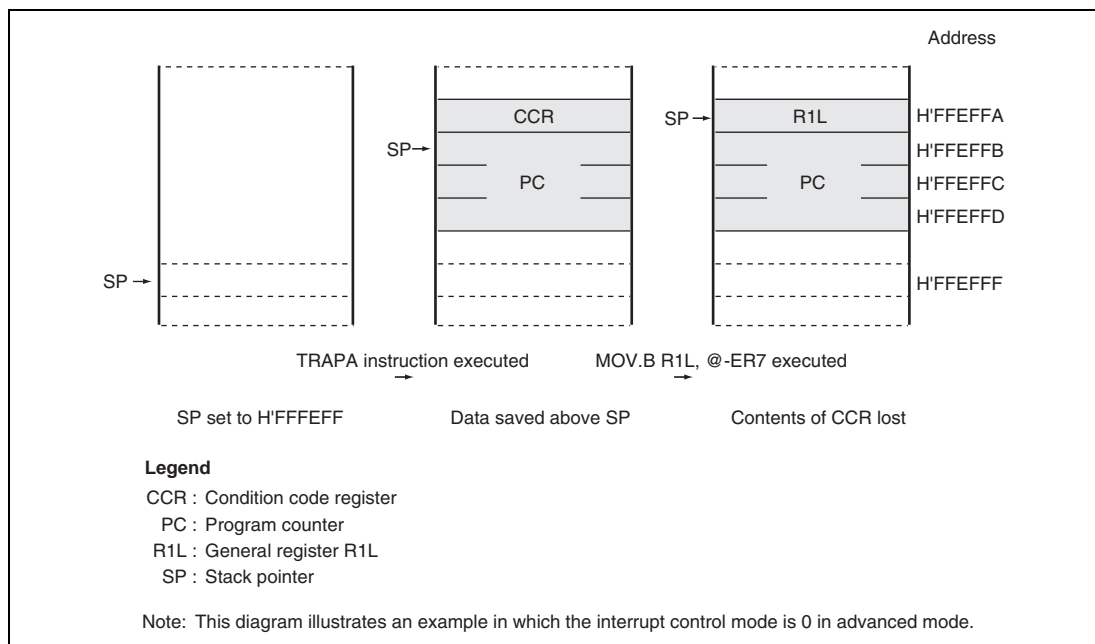 Address
CCR
SP
R1L
H'FFEFFA
SP
H'FFEFFB
PC
PC
H'FFEFFC
H'FFEFFD
SP
H'FFEFFF
TRAPA instruction executed
MOV.B R1L, @-ER7 executed
SP set to H'FFFEFF
Data saved above SP
Contents of CCR lost
Legend
CCR : Condition code register
PC : Program counter
R1L : General register R1L
SP : Stack pointer
Note: This diagram illustrates an example in which the interrupt control mode is 0 in advanced mode.